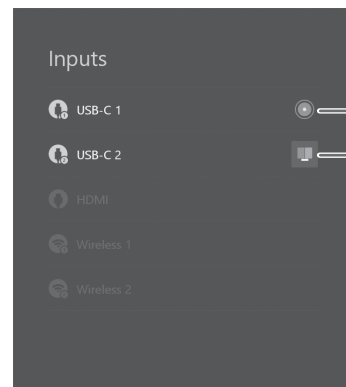 Inputs
USB-C 1
USB-C 2
HDMI
Wireless 1
Wireless 2